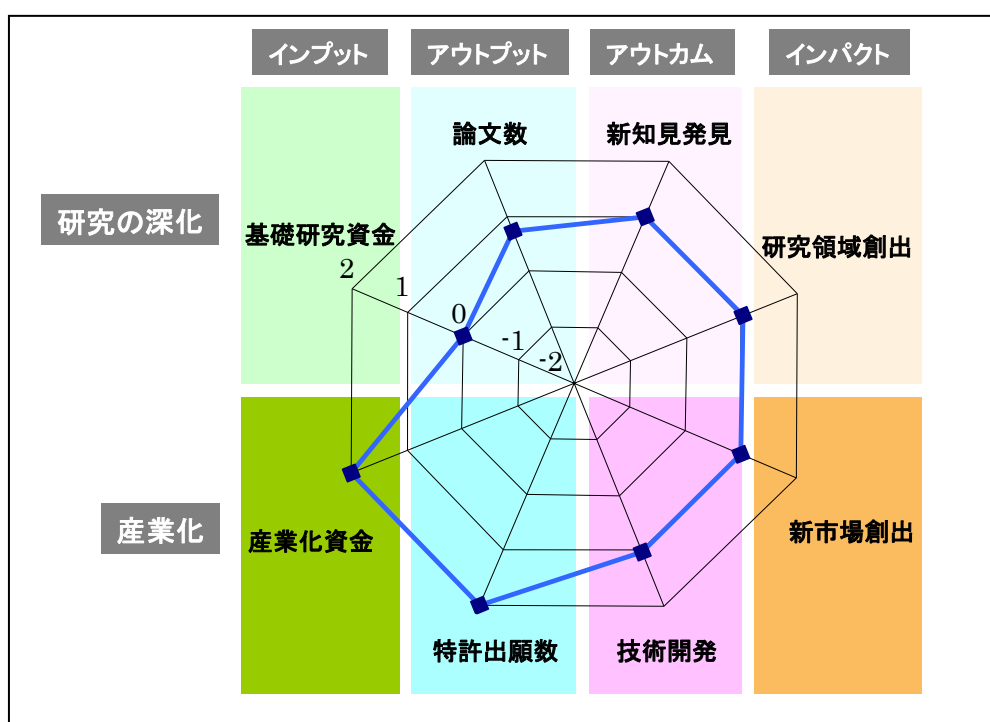 インプット
アウトプット
アウトカム
インパクト
論文数
新知見発見
研究の深化
基礎研究資金
研究領域創出
2
1
0
-1
-2
産業化
産業化資金
新市場創出
特許出願数
技術開発